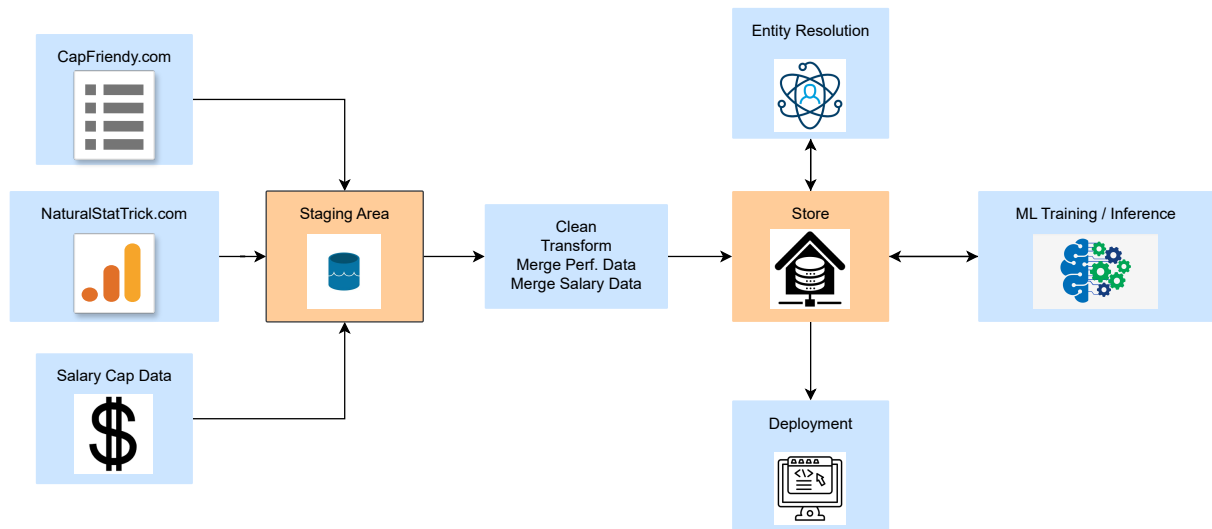 CapFriendy.com
NaturalStatTrick.com
Salary Cap Data
Staging Area
Clean
Transform
Merge Perf. Data
Merge Salary Data
Entity Resolution
Store
ML Training / Inference
Deployment